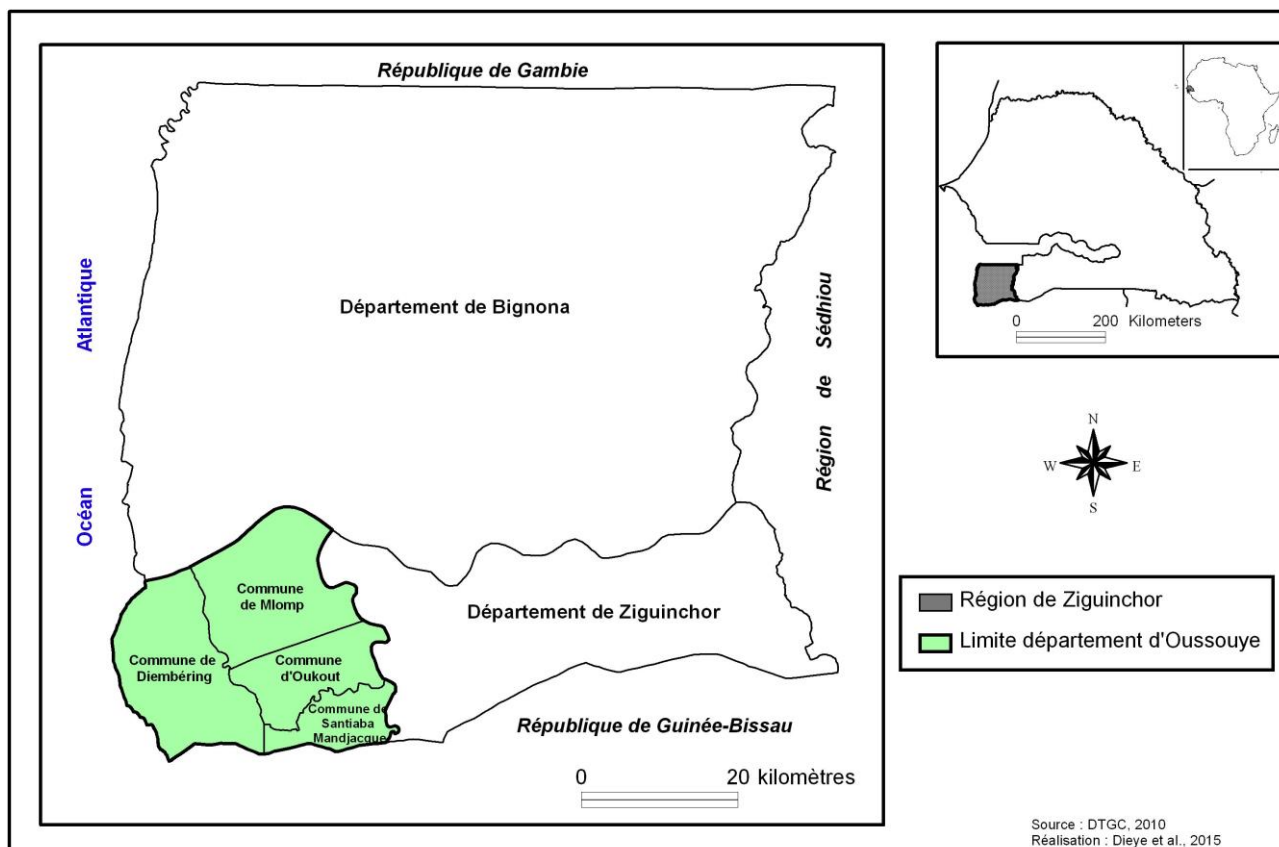 République de Gambie
Département de Bignona
Océan Atlantique
Région de Sédhiou
Commune
de Mlomp
Commune de
Diembéring
Commune
d'Oukout
Commune de
Santiaba
Mandjacque
Département de Ziguinchor
République de Guinée-Bissau
0 20 kilomètres
0 200 Kilometers
N
W E
S
Région de Ziguinchor
Limite département d'Oussouye
Source : DTGC, 2010
Réalisation : Dieye et al., 2015